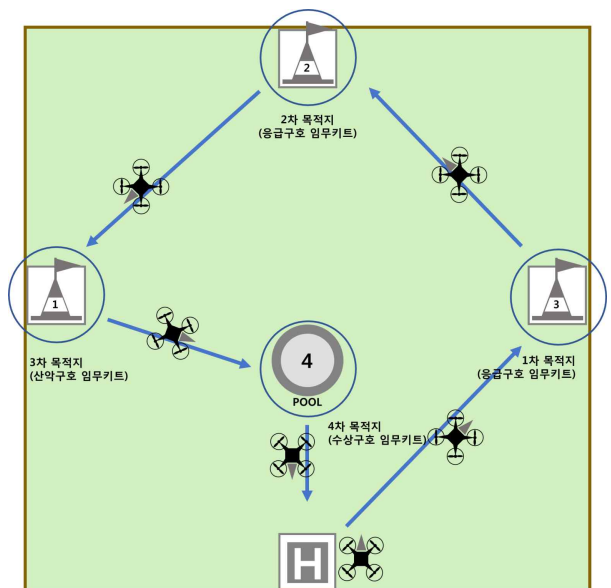 2
2차 목적지
(응급구호 임무키트)
1
3차 목적지
(산악구호 임무키트)
3
1차 목적지
(응급구호 임무키트)
4
POOL
4차 목적지
(수상구호 임무키트)
H